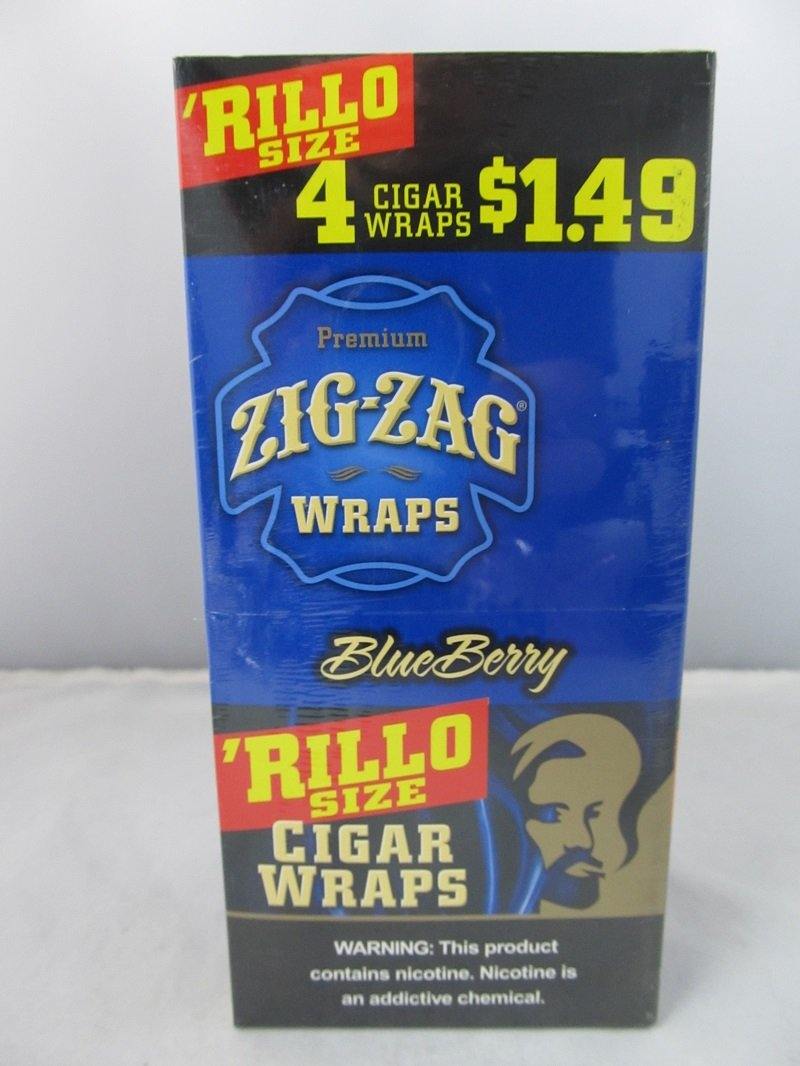 'RILLO
SIZE
4 CIGAR WRAPS $1.49
Premium
ZIG-ZAG®
WRAPS
BlueBerry
'RILLO
SIZE
CIGAR
WRAPS
WARNING: This product
contains nicotine. Nicotine is
an addictive chemical.